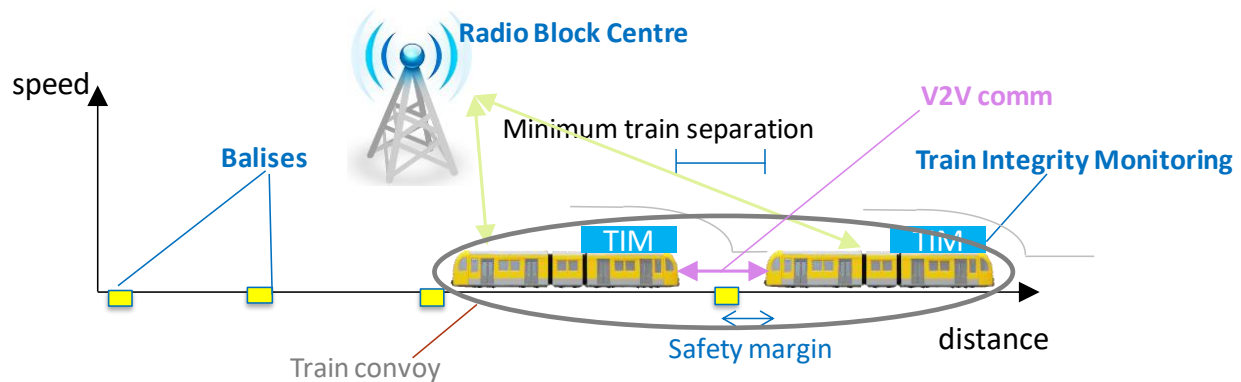 Radio Block Centre
speed
V2V comm
Minimum train separation
Balises
Train Integrity Monitoring
TIM
TIM
distance
Safety margin
Train convoy